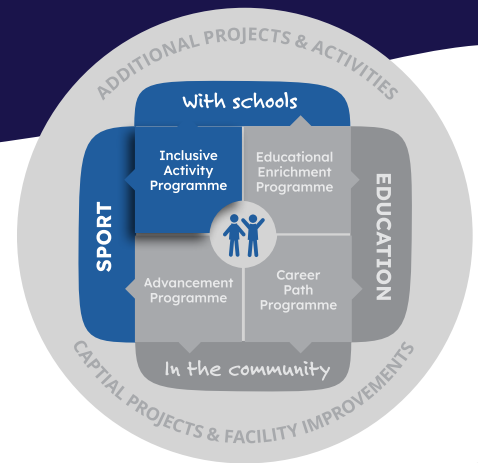 ADDITIONAL PROJECTS & ACTIVITIES
With schools
Inclusive
Activity
Programme
Educational
Enrichment
Programme
SPORT
EDUCATION
Advancement
Programme
Career
Path
Programme
In the community
CAPTIAL PROJECTS & FACILITY IMPROVEMENTS